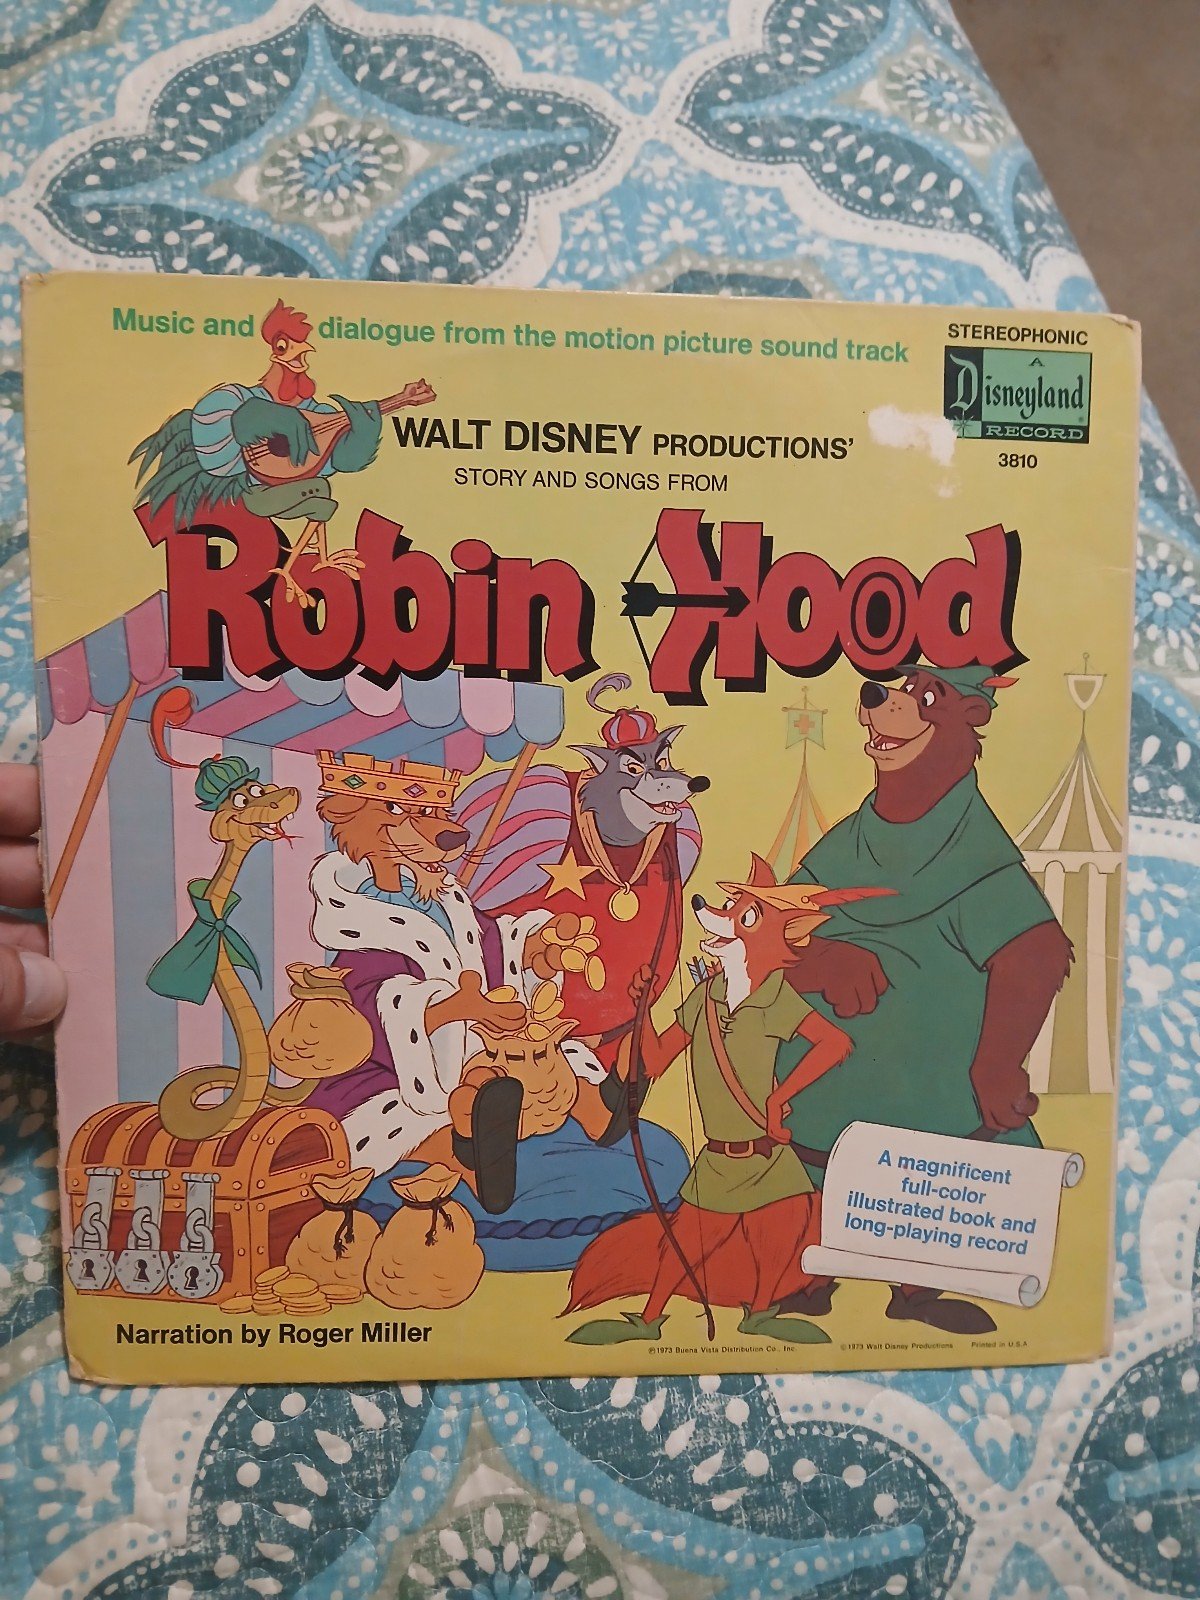 Music and dialogue from the motion picture sound track
STEREOPHONIC
A
Disneyland
RECORD
3810
WALT DISNEY PRODUCTIONS'
STORY AND SONGS FROM
Robin Hood
A magnificent
full-color
illustrated book and
long-playing record
Narration by Roger Miller
℗1973 Buena Vista Distribution Co., Inc.
©1973 Walt Disney Productions
Printed in U.S.A